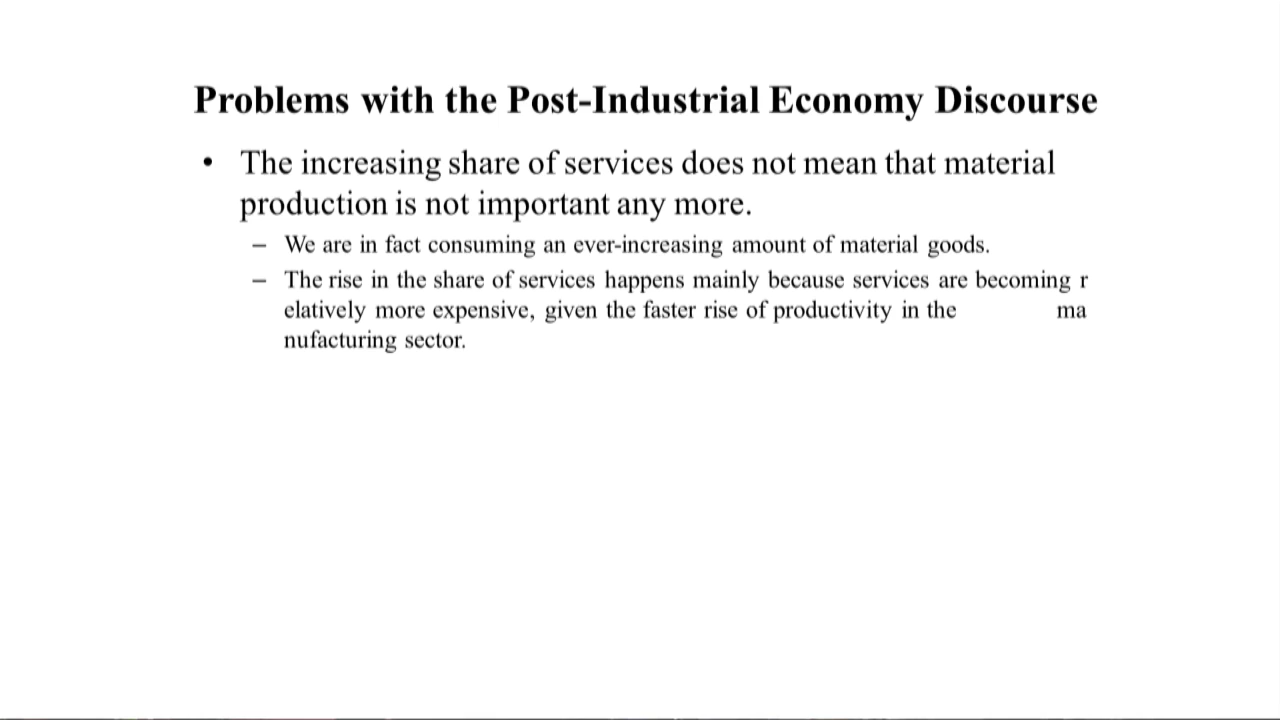 Problems with the Post-Industrial Economy Discourse
• The increasing share of services does not mean that material
production is not important any more.
– We are in fact consuming an ever-increasing amount of material goods.
– The rise in the share of services happens mainly because services are becoming r
elatively more expensive, given the faster rise of productivity in the ma
nufacturing sector.